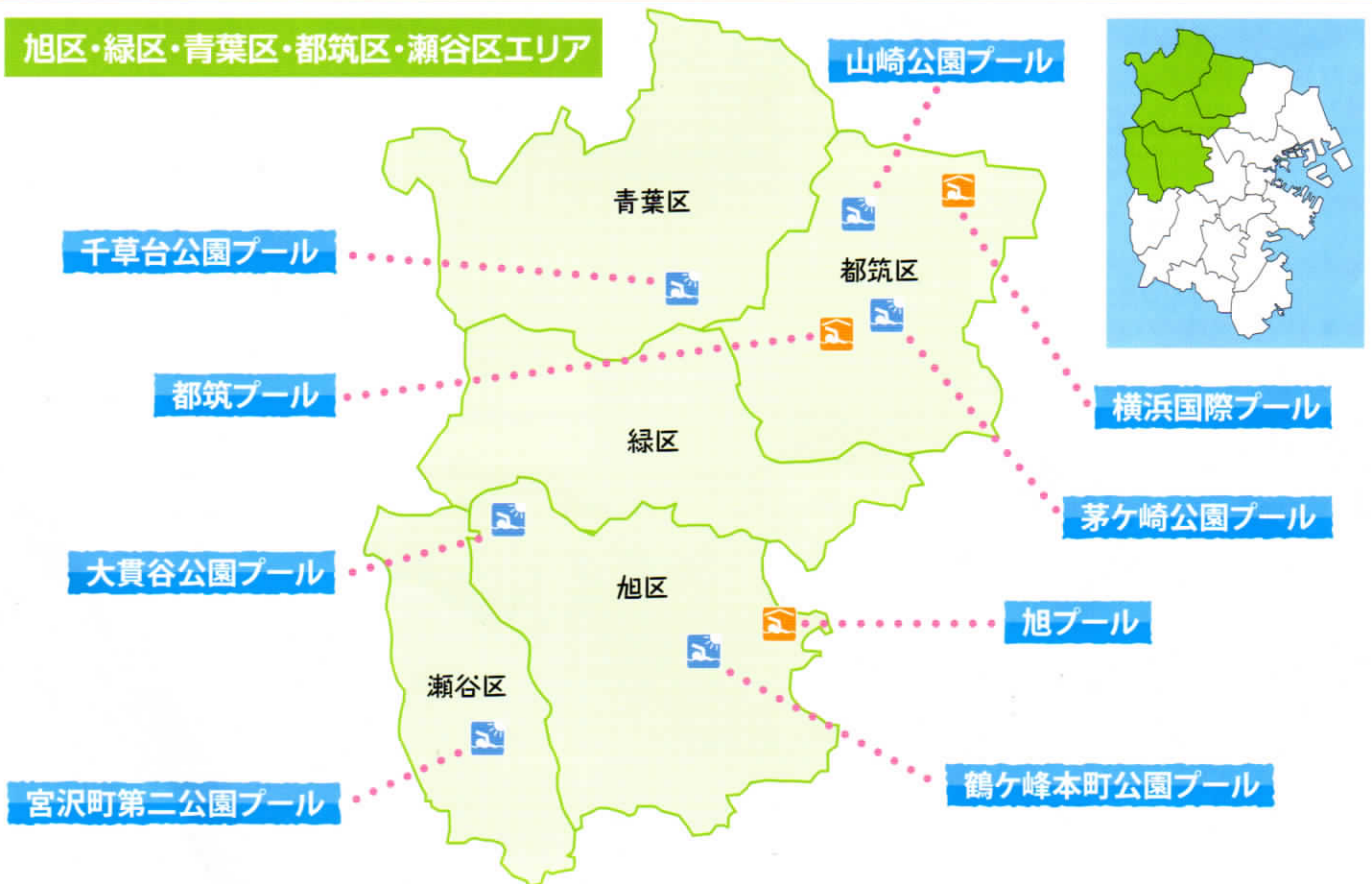 旭区・緑区・青葉区・都筑区・瀬谷区エリア
山崎公園プール
青葉区
千草台公園プール
都筑区
都筑プール
横浜国際プール
緑区
茅ケ崎公園プール
大貫谷公園プール
旭区
旭プール
瀬谷区
鶴ケ峰本町公園プール
宮沢町第二公園プール